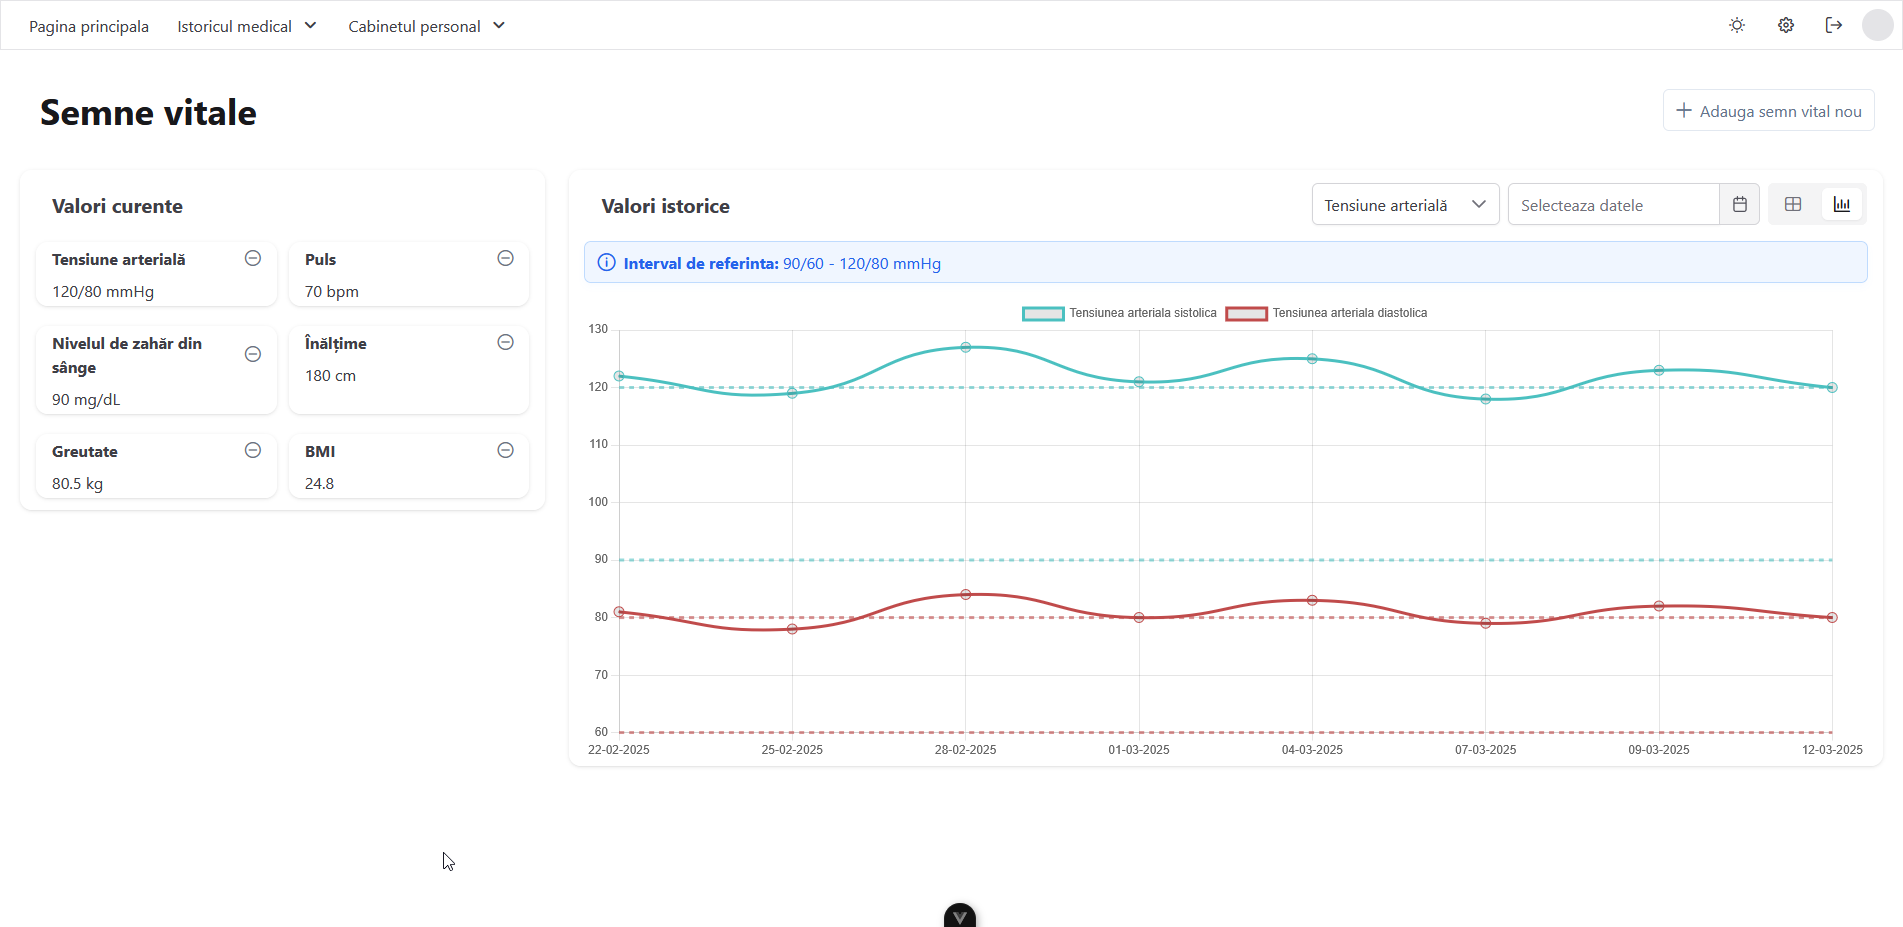 Pagina principala Istoricul medical Cabinetul personal
Semne vitale
Adauga semn vital nou
Valori curente
Tensiune arterială
120/80 mmHg
Puls
70 bpm
Nivelul de zahăr din
sânge
90 mg/dL
Înălțime
180 cm
Greutate
80.5 kg
BMI
24.8
Valori istorice
Tensiune arterială
Selecteaza datele
Interval de referinta: 90/60 - 120/80 mmHg
Tensiunea arteriala sistolica Tensiunea arteriala diastolica
130
120
110
100
90
80
70
60
22-02-2025 25-02-2025 28-02-2025 01-03-2025 04-03-2025 07-03-2025 09-03-2025 12-03-2025